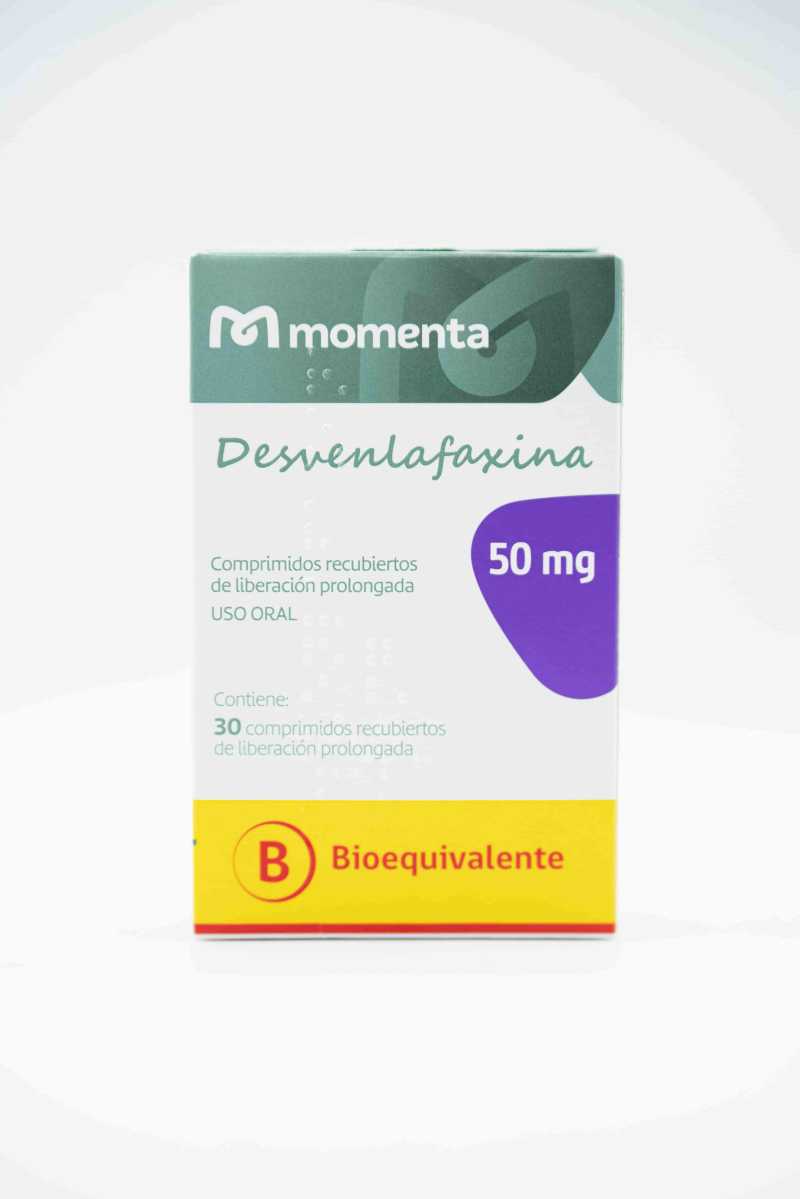 momenta
Desvenlafaxina
50 mg
Comprimidos recubiertos
de liberación prolongada
USO ORAL
Contiene:
30 comprimidos recubiertos
de liberación prolongada
B Bioequivalente